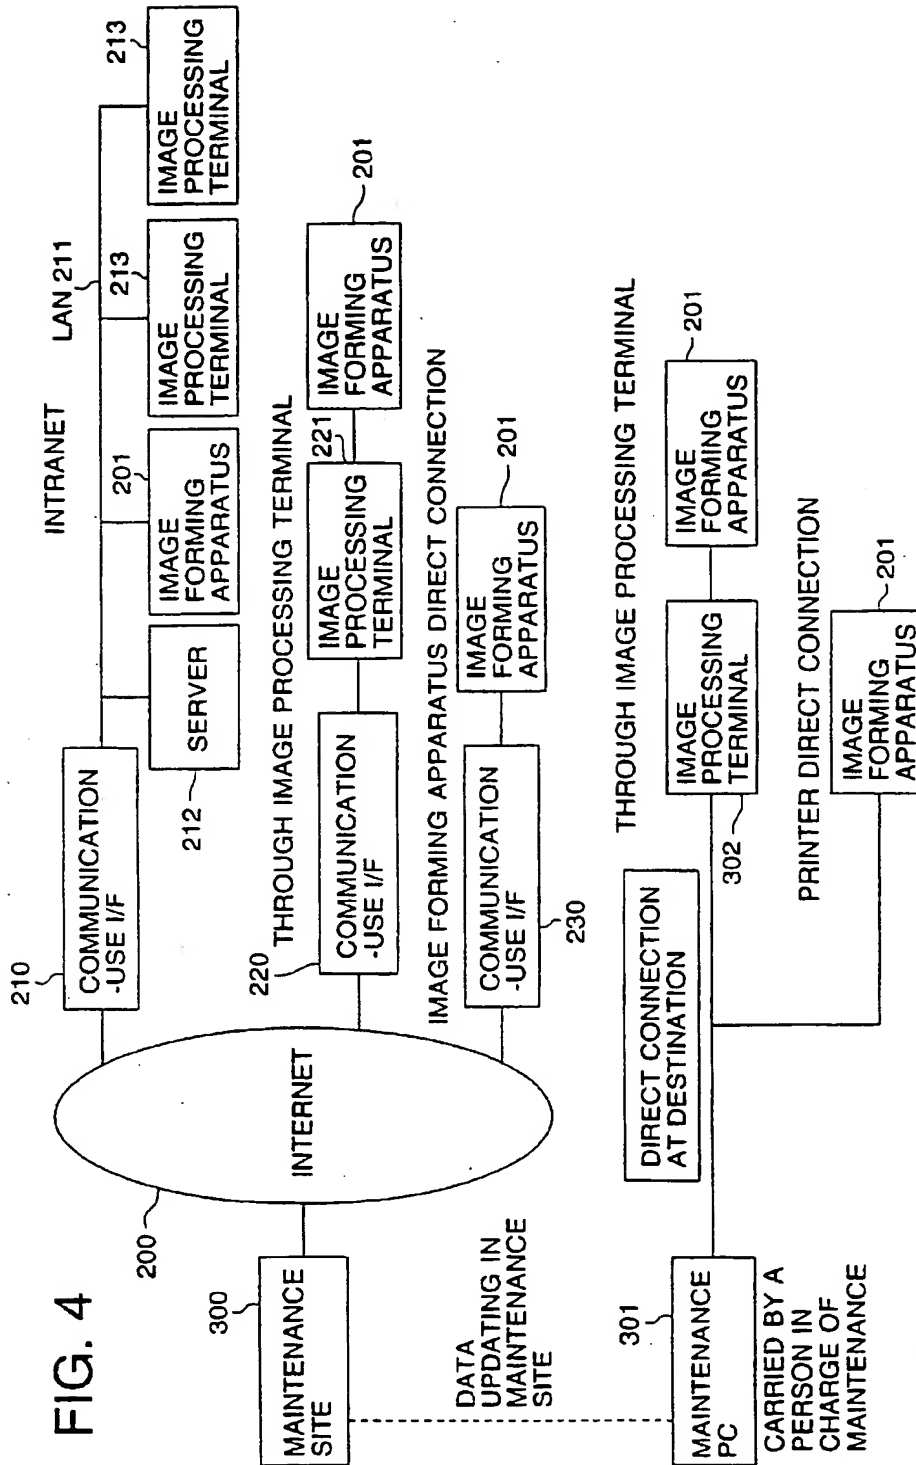 FIG. 4
200
INTERNET
300
MAINTENANCE
SITE
210
COMMUNICATION
-USE I/F
INTRANET
LAN 211
212
SERVER
201
IMAGE
FORMING
APPARATUS
213
IMAGE
PROCESSING
TERMINAL
213
IMAGE
PROCESSING
TERMINAL
THROUGH IMAGE PROCESSING TERMINAL
220
COMMUNICATION
-USE I/F
221
IMAGE
PROCESSING
TERMINAL
201
IMAGE
FORMING
APPARATUS
IMAGE FORMING APPARATUS DIRECT CONNECTION
230
COMMUNICATION
-USE I/F
201
IMAGE
FORMING
APPARATUS
DATA
UPDATING IN
MAINTENANCE
SITE
301
MAINTENANCE
PC
CARRIED BY A
PERSON IN
CHARGE OF
MAINTENANCE
DIRECT CONNECTION
AT DESTINATION
THROUGH IMAGE PROCESSING TERMINAL
302
IMAGE
PROCESSING
TERMINAL
201
IMAGE
FORMING
APPARATUS
PRINTER DIRECT CONNECTION
201
IMAGE
FORMING
APPARATUS